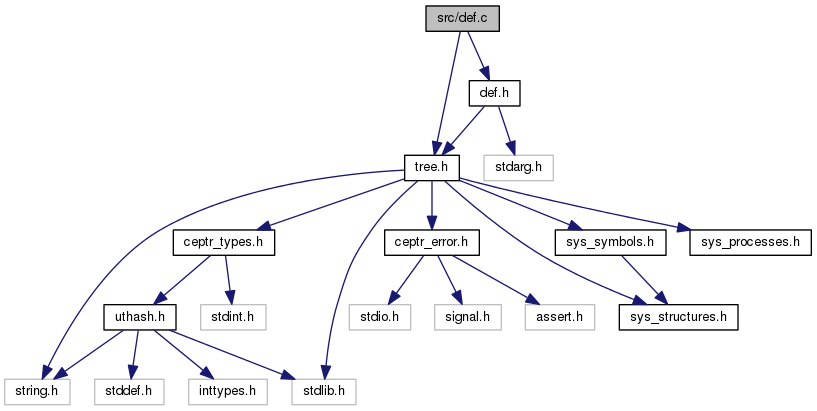 src/def.c
def.h
tree.h
stdarg.h
ceptr_types.h
ceptr_error.h
sys_symbols.h
sys_processes.h
uthash.h
stdint.h
stdio.h
signal.h
assert.h
sys_structures.h
string.h
stddef.h
inttypes.h
stdlib.h